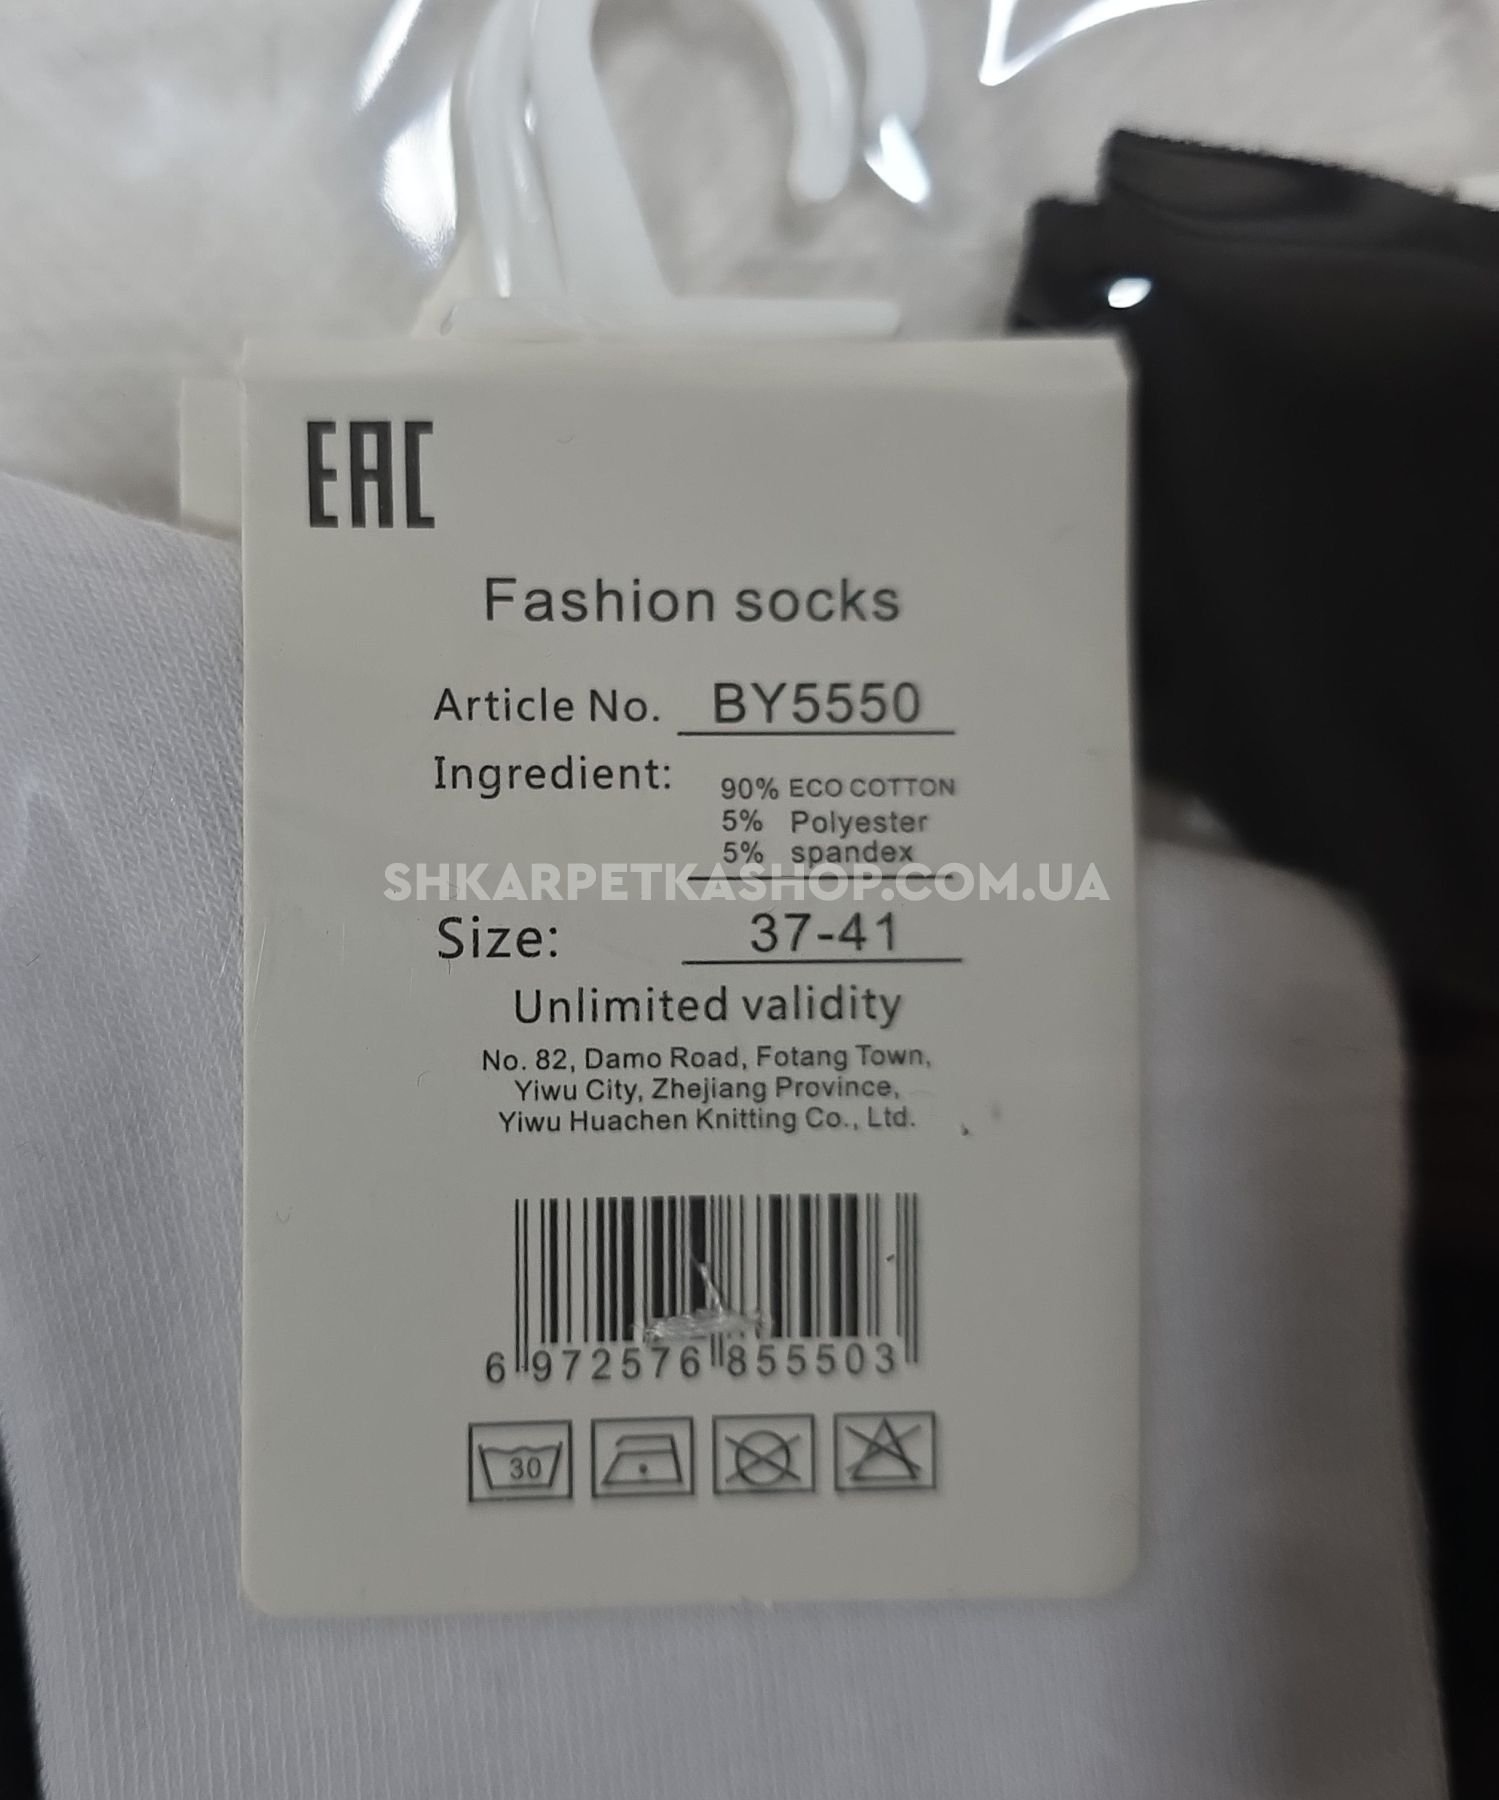 EAC
Fashion socks
Article No. BY5550
Ingredient: 90% ECO COTTON
5% Polyester
5% spandex
SHKARPETKASHOP.COM.UA
Size: 37-41
Unlimited validity
No. 82, Damo Road, Fotang Town,
Yiwu City, Zhejiang Province,
Yiwu Huachen Knitting Co., Ltd.
6 972576 855503
30